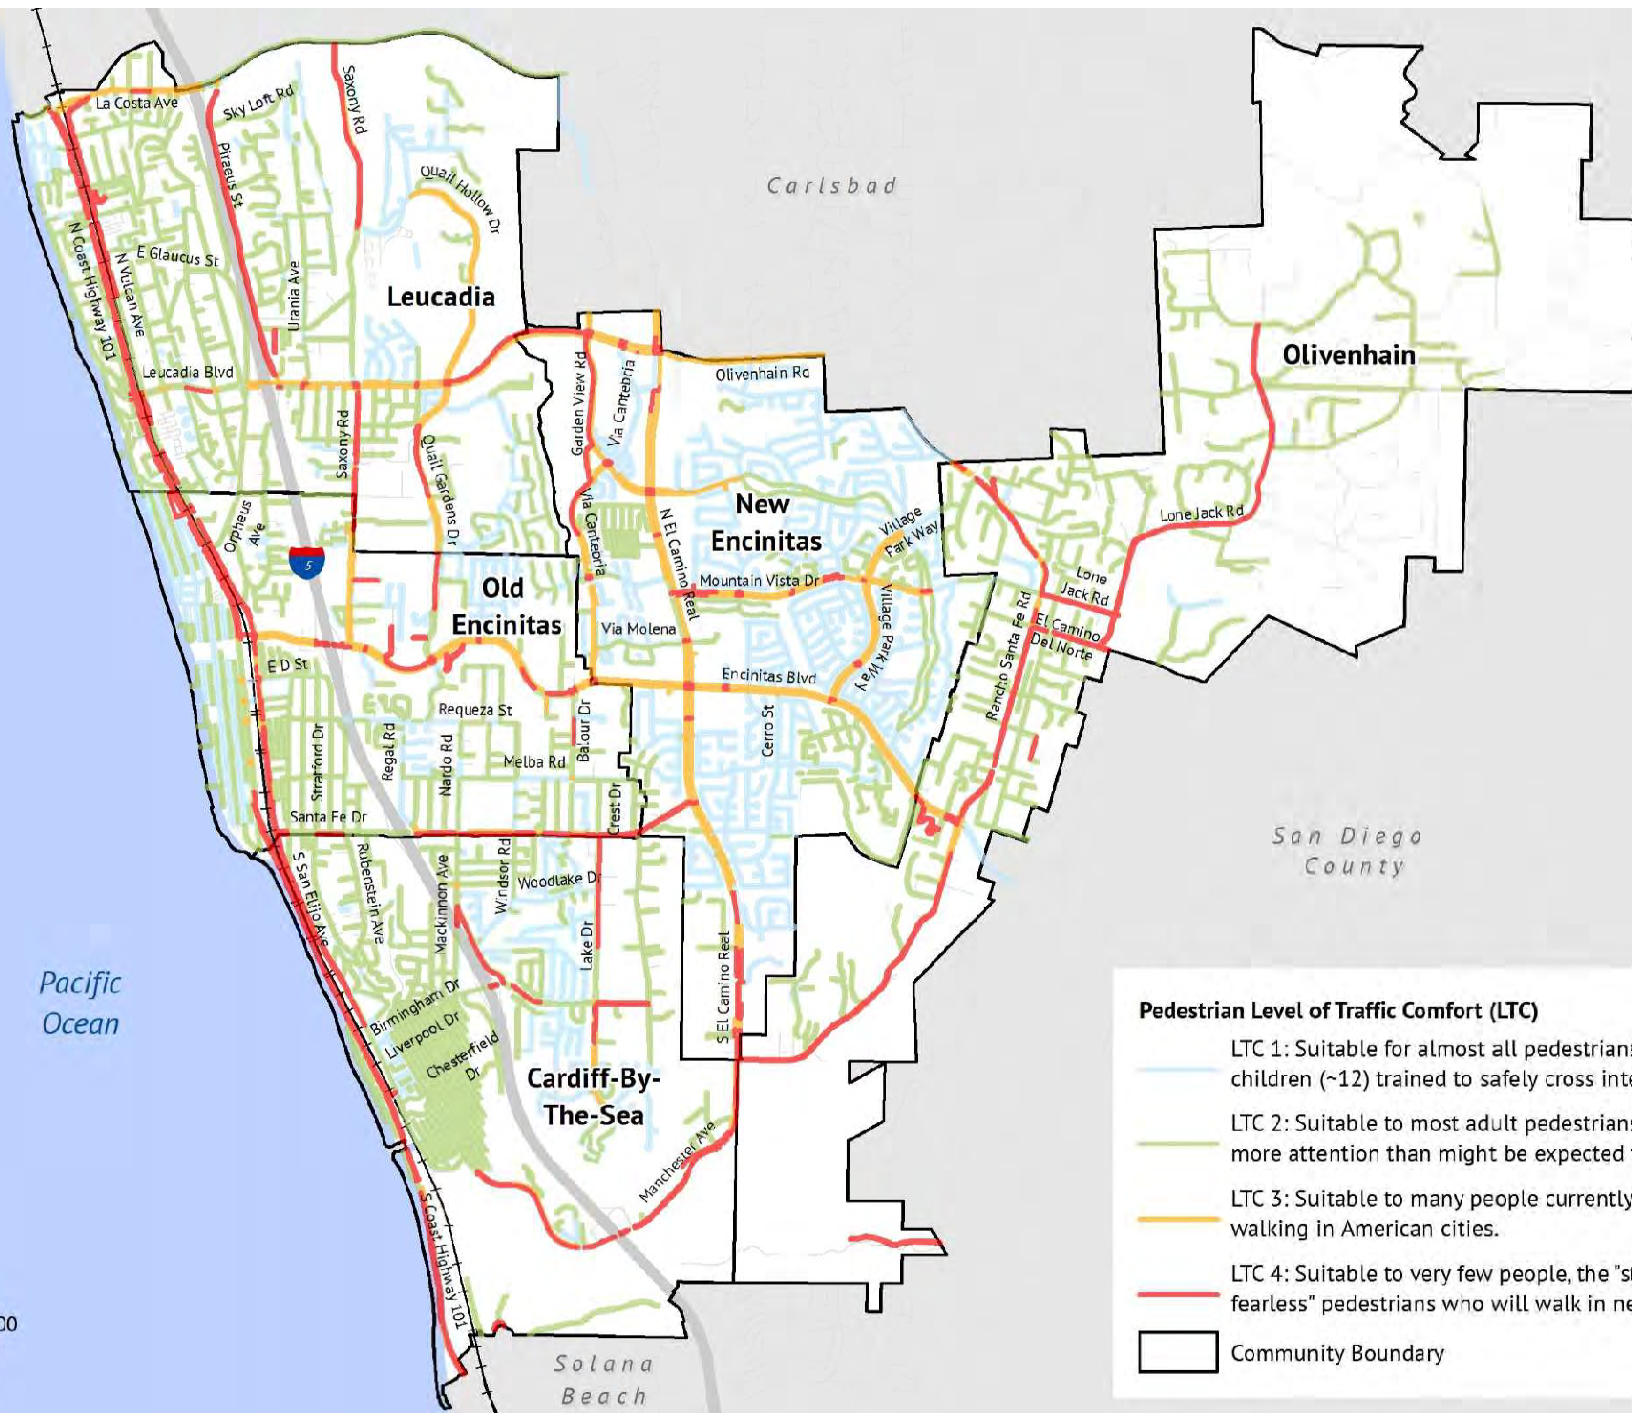 La Costa Ave
Sky Loft Rd
Saxony Rd
Piraeus St
Quail Hollow Dr
Carlsbad
N Coast Highway 101
N Vulcan Ave
E Glaucus St
Urania Ave
Leucadia
Leucadia Blvd
Garden View Rd
Via Cantebria
Olivenhain Rd
Olivenhain
Saxony Rd
Quail Gardens Dr
Orpheus
Ave
5
Via Cantebria
N El Camino Real
New
Encinitas
Village
Park Way
Lone Jack Rd
Old
Encinitas
Mountain Vista Dr
Lone
Jack Rd
Via Molena
Village Park Way
Rancho Santa Fe Rd
El Camino
Del Norte
E D St
Encinitas Blvd
Requeza St
Stratford Dr
Regal Rd
Nardo Rd
Melba Rd
Balour Dr
Cerro St
Santa Fe Dr
Crest Dr
San Diego
County
S San Elijo Ave
Rubenstein Ave
Mackinnon Ave
Windsor Rd
Woodlake Dr
Lake Dr
S El Camino Real
Pacific
Ocean
Birmingham Dr
Liverpool Dr
Chesterfield
Dr
Cardiff-By-
The-Sea
Manchester Ave
S Coast Highway 101
Solana
Beach
00
Pedestrian Level of Traffic Comfort (LTC)
LTC 1: Suitable for almost all pedestrians
children (~12) trained to safely cross inte
LTC 2: Suitable to most adult pedestrians
more attention than might be expected
LTC 3: Suitable to many people currently
walking in American cities.
LTC 4: Suitable to very few people, the "s
fearless" pedestrians who will walk in ne
Community Boundary